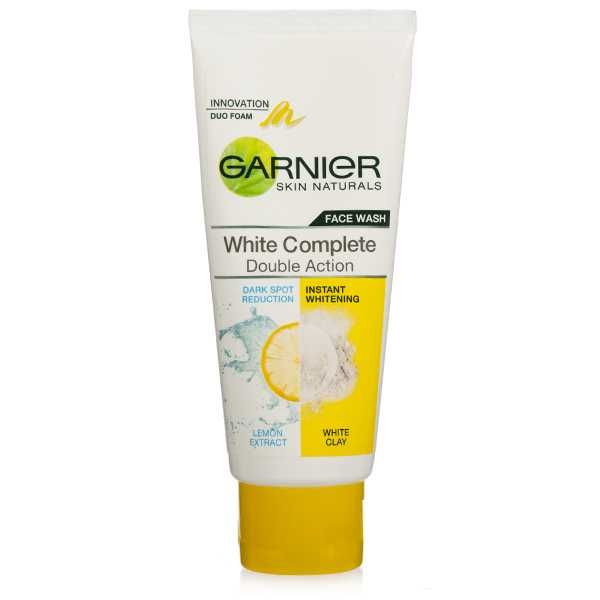 INNOVATION
DUO FOAM
GARNIER
SKIN NATURALS
FACE WASH
White Complete
Double Action
DARK SPOT
REDUCTION
INSTANT
WHITENING
LEMON
EXTRACT
WHITE
CLAY